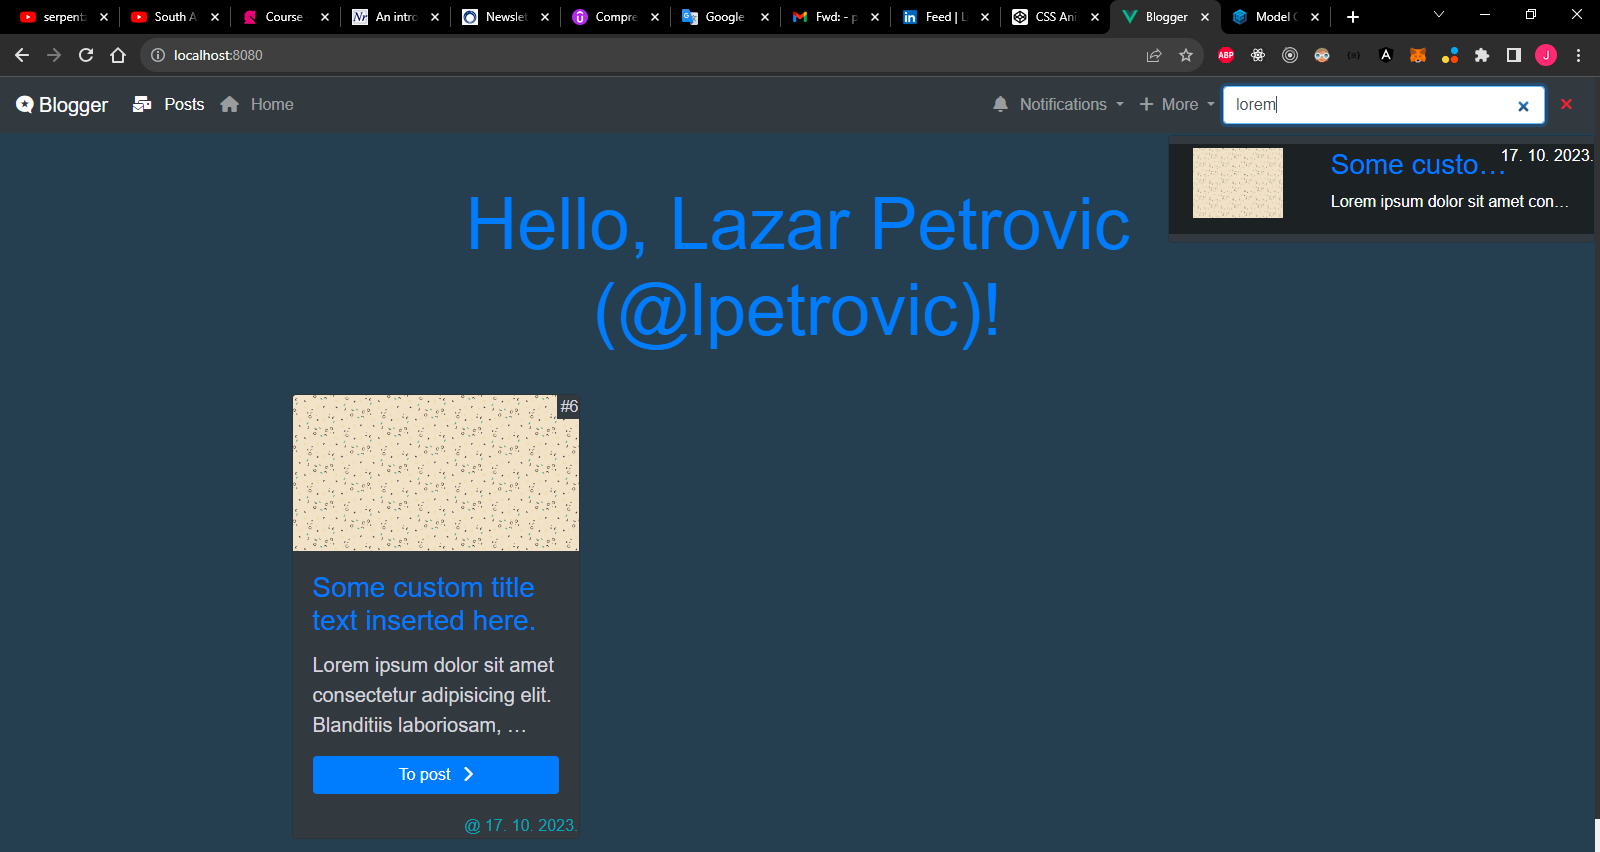 serpent
South A
Course
Nr An intro
Newslet
Compre
Google
Fwd: - p
Feed | Li
CSS Ani
Blogger
Model
localhost:8080
ABP
A
J
Blogger Posts Home Notifications More lorem
Some custo... 17. 10. 2023.
Lorem ipsum dolor sit amet con...
Hello, Lazar Petrovic
(@lpetrovic)!
#6
Some custom title
text inserted here.
Lorem ipsum dolor sit amet
consectetur adipisicing elit.
Blanditiis laboriosam, ...
To post
@ 17. 10. 2023.